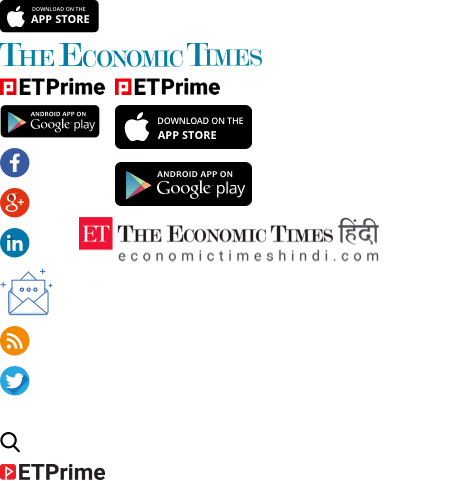 DOWNLOAD ON THE
APP STORE
THE ECONOMIC TIMES
ETPrime
ETPrime
ANDROID APP ON
Google play
DOWNLOAD ON THE
APP STORE
ANDROID APP ON
Google play
f
g+
in
ET THE ECONOMIC TIMES हिंदी
economictimeshindi.com
ETPrime